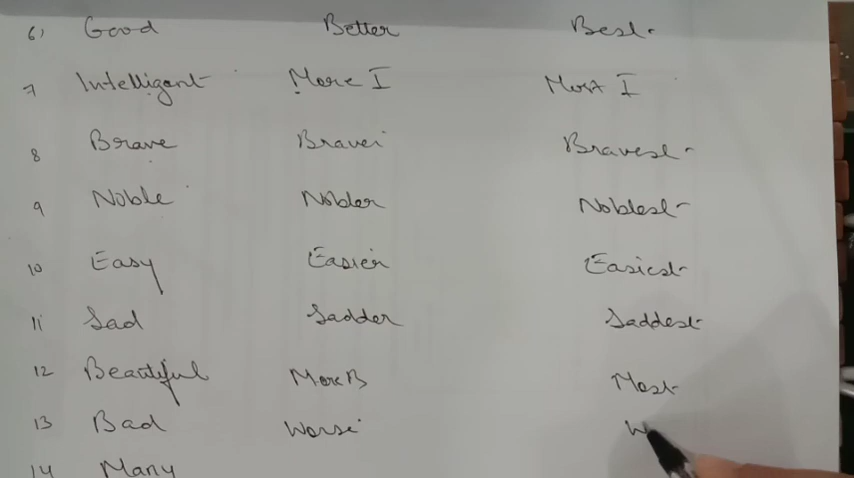 6) Good Better Best
7 Intelligent More I Most I
8 Brave Braver Bravest
9 Noble Nobler Noblest
10 Easy Easier Easiest
11 Sad Sadder Saddest
12 Beautiful More B Most
13 Bad Worse W
14 Many